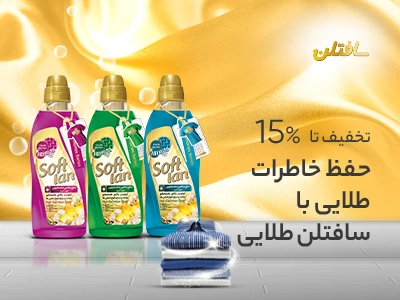 سافتلن
تخفیف تا 15%
حفظ خاطرات
طلایی با
سافتلن طلایی
Soft
lan
Soft
lan
Soft
lan